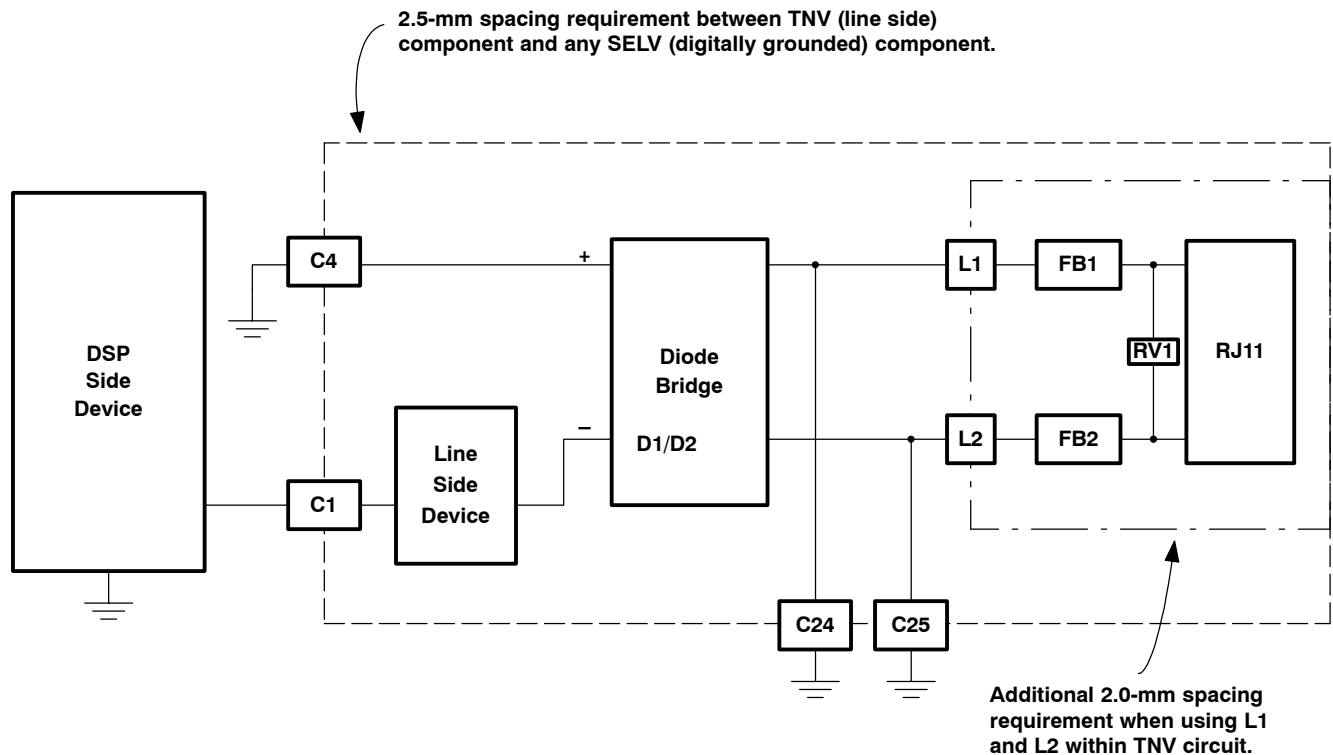 2.5-mm spacing requirement between TNV (line side)
component and any SELV (digitally grounded) component.
C4
+
L1
FB1
DSP
Side
Device
Diode
Bridge
RV1
RJ11
–
D1/D2
L2
FB2
Line
Side
Device
C1
C24
C25
Additional 2.0-mm spacing
requirement when using L1
and L2 within TNV circuit.